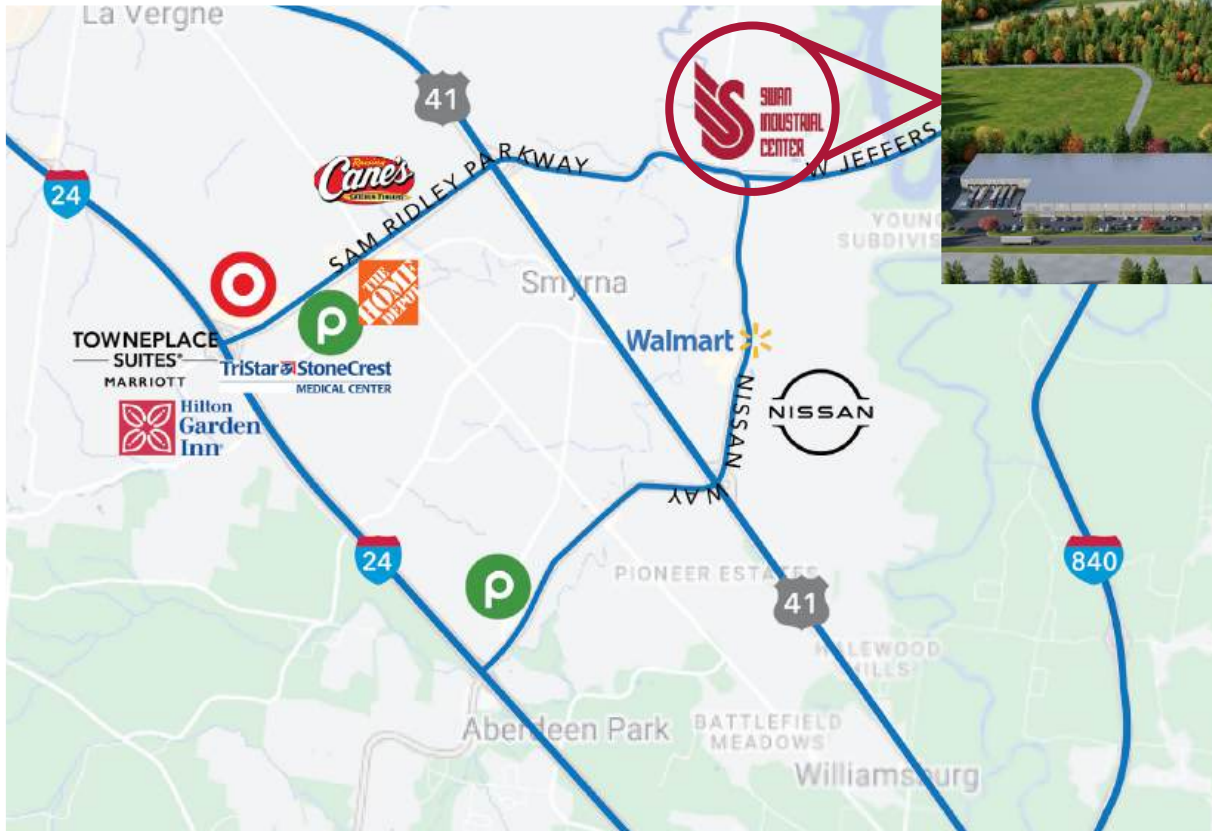 La Vergne
41
SWAN
INDUSTRIAL
CENTER
W JEFFERS
24
Raising
Cane's
CHICKEN FINGERS
SAM RIDLEY PARKWAY
YOUNG
SUBDIVIS
THE
HOME
DEPOT
Smyrna
TOWNEPLACE
SUITES®
MARRIOTT
P
TriStar StoneCrest
MEDICAL CENTER
Walmart
Hilton
Garden
Inn
NISSAN
NISSAN
WAY
24
P
PIONEER ESTATES
41
840
HALEWOOD
HILLS
Aberdeen Park
BATTLEFIELD
MEADOWS
Williamsburg